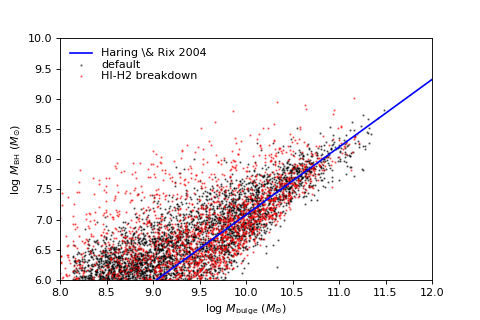 10.0
9.5
9.0
8.5
8.0
7.5
7.0
6.5
6.0
log M_BH (M_⊙)
Haring \& Rix 2004
default
HI-H2 breakdown
8.0 8.5 9.0 9.5 10.0 10.5 11.0 11.5 12.0
log M_bulge (M_⊙)